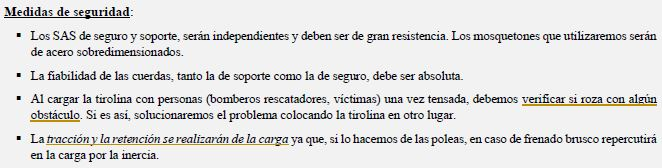 Medidas de seguridad:
▪ Los SAS de seguro y soporte, serán independientes y deben ser de gran resistencia. Los mosquetones que utilizaremos serán
de acero sobredimensionados.
▪ La fiabilidad de las cuerdas, tanto la de soporte como la de seguro, debe ser absoluta.
▪ Al cargar la tirolina con personas (bomberos rescatadores, víctimas) una vez tensada, debemos verificar si roza con algún
obstáculo. Si es así, solucionaremos el problema colocando la tirolina en otro lugar.
▪ La tracción y la retención se realizarán de la carga ya que, si lo hacemos de las poleas, en caso de frenado brusco repercutirá
en la carga por la inercia.